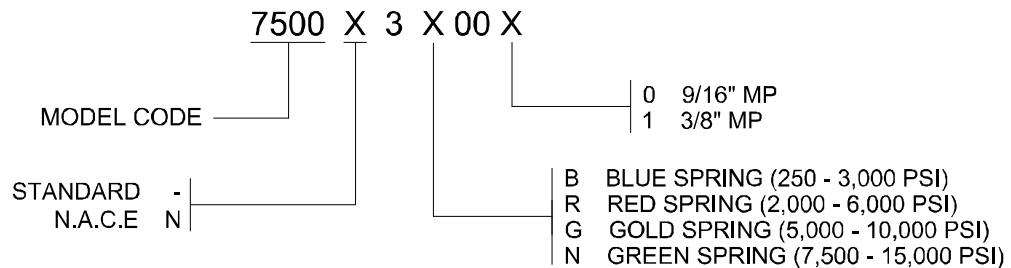 7500 X 3 X 00 X
0 9/16" MP
MODEL CODE
1 3/8" MP
B BLUE SPRING (250 - 3,000 PSI)
STANDARD -
R RED SPRING (2,000 - 6,000 PSI)
N.A.C.E N
G GOLD SPRING (5,000 - 10,000 PSI)
N GREEN SPRING (7,500 - 15,000 PSI)